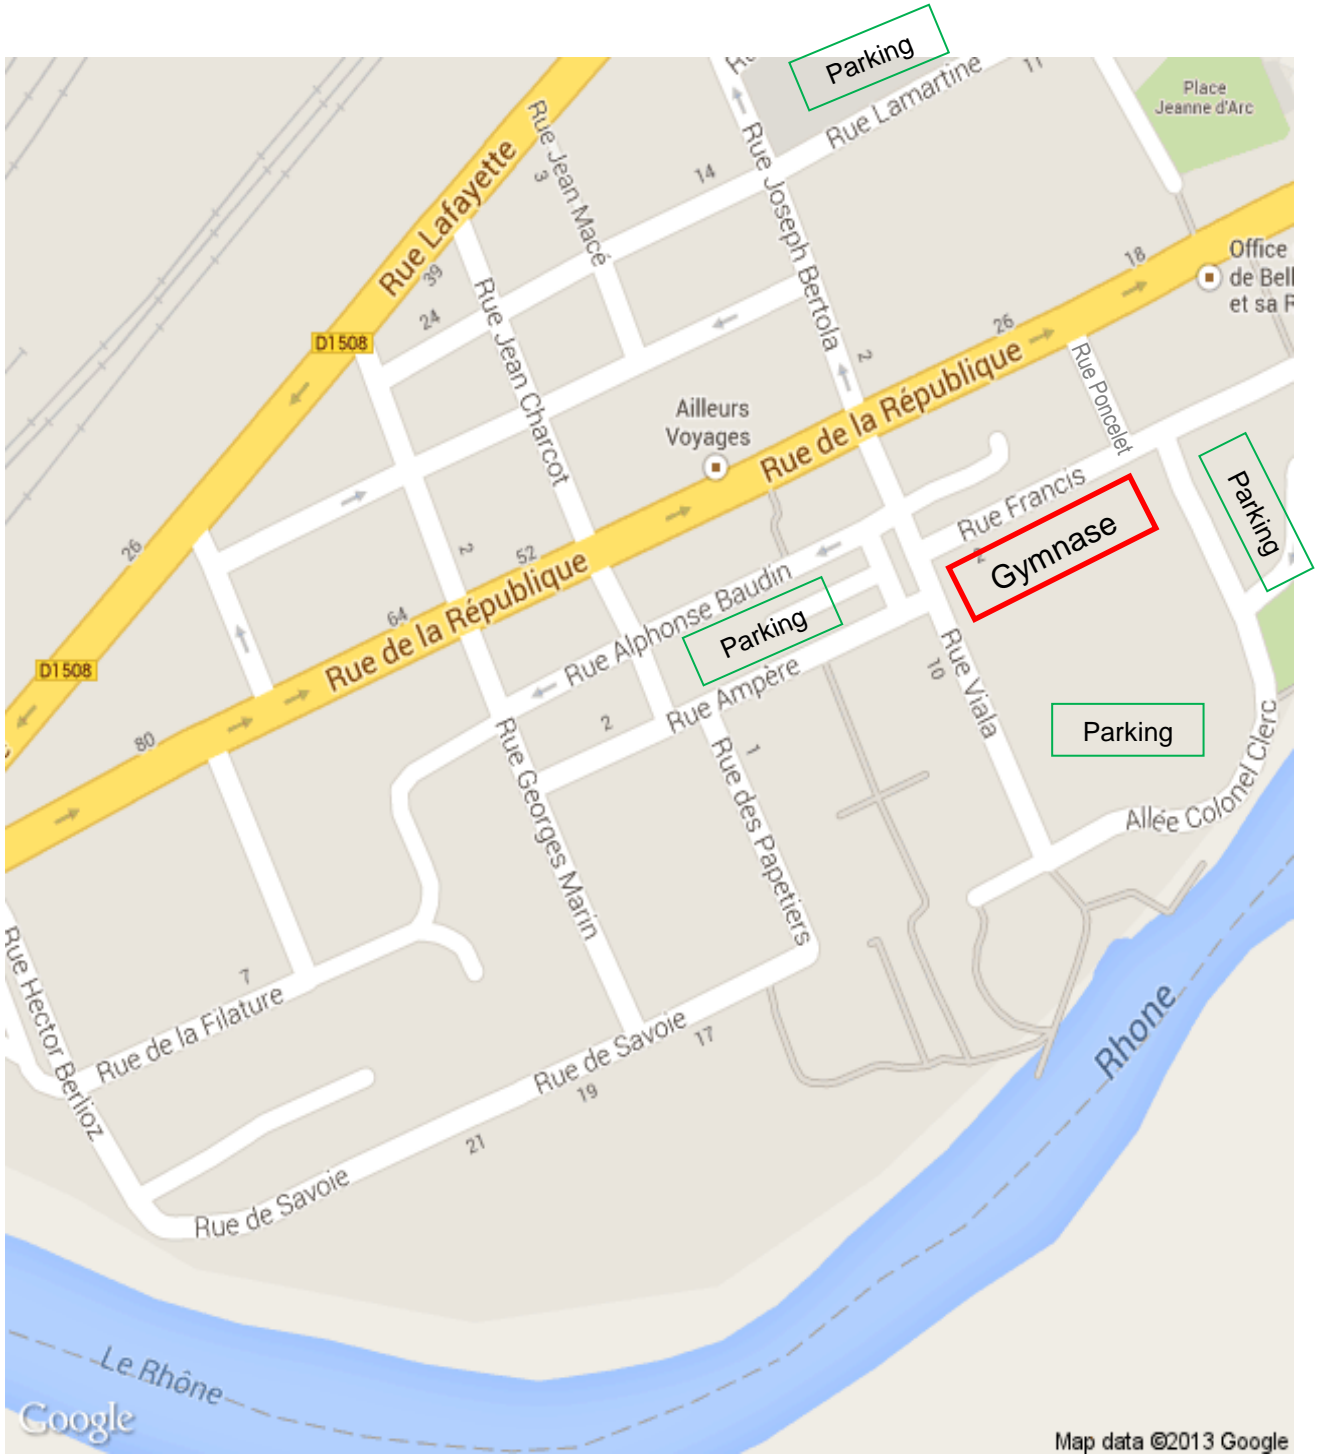 Parking
Rue Lamartine
11
Place
Jeanne d'Arc
Rue Jean Macé
3
14
Rue Joseph Bertola
Rue Lafayette
39
24
D1508
Rue Jean Charcot
18
Office
de Bell
et sa R
26
2
Rue Poncelet
Ailleurs
Voyages
Rue de la République
Rue Francis
Parking
Gymnase
26
2
52
64
Rue de la République
Rue Alphonse Baudin
Parking
Rue Ampère
Rue Viala
10
D1508
80
2
1
Parking
Rue Georges Marin
Rue des Papetiers
Allée Colonel Clerc
Rue Hector Berlioz
7
Rue de la Filature
Rue de Savoie
17
19
21
Rue de Savoie
Rhone
Le Rhône
Google
Map data ©2013 Google